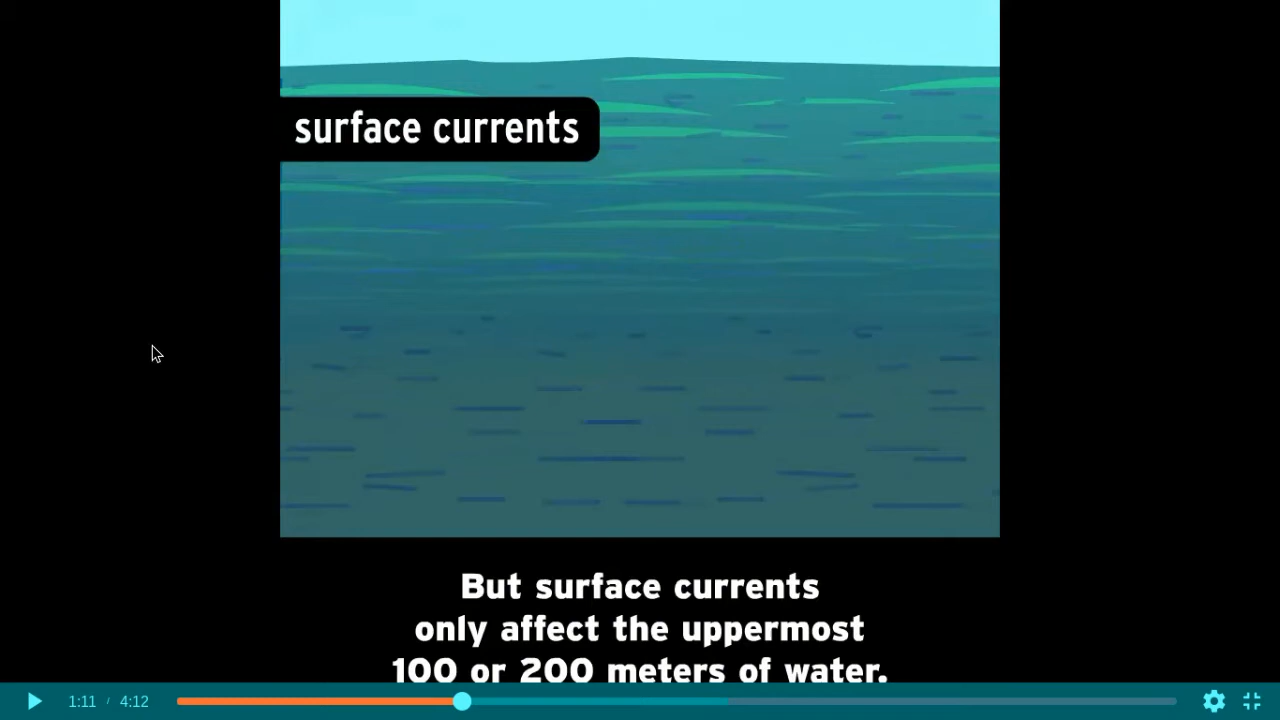 surface currents
But surface currents
only affect the uppermost
100 or 200 meters of water.
1:11 / 4:12